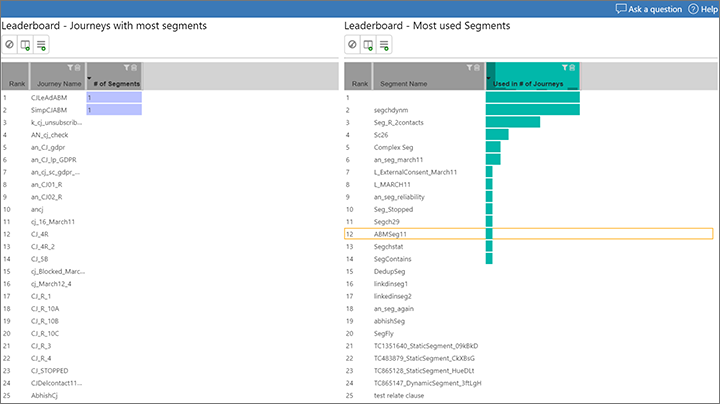 Ask a question Help
Leaderboard - Journeys with most segments
Rank Journey Name # of Segments
1 CJLeAdABM 1
2 SimpCJABM 1
3 k_cj_unsubscrib...
4 AN_cj_check
5 an_CJ_gdpr
6 an_CJ_lp_GDPR
7 an_cj_sc_gdpr_...
8 an_CJ01_R
9 an_CJ02_R
10 ancj
11 cj_16_March11
12 CJ_4R
13 CJ_4R_2
14 CJ_5B
15 cj_Blocked_Marc...
16 cj_March12_4
17 CJ_R_1
18 CJ_R_10A
19 CJ_R_10B
20 CJ_R_10C
21 CJ_R_3
22 CJ_R_4
23 CJ_STOPPED
24 CJDelcontact11...
25 AbhishCj
Leaderboard - Most used Segments
Rank Segment Name Used in # of Journeys
1
2 segchdynm
3 Seg_R_2contacts
4 Sc26
5 Complex Seg
6 an_seg_march11
7 L_ExternalConsent_March11
8 L_MARCH11
9 an_seg_reliability
10 Seg_Stopped
11 Segch29
12 ABMSeg11
13 Segchstat
14 SegContains
15 DedupSeg
16 linkdinseg1
17 linkedinseg2
18 an_seg_again
19 abhishSeg
20 SegFly
21 TC1351640_StaticSegment_09kBkD
22 TC483879_StaticSegment_CkXBsG
23 TC865128_StaticSegment_HueDLt
24 TC865147_DynamicSegment_3ftLgH
25 test relate clause